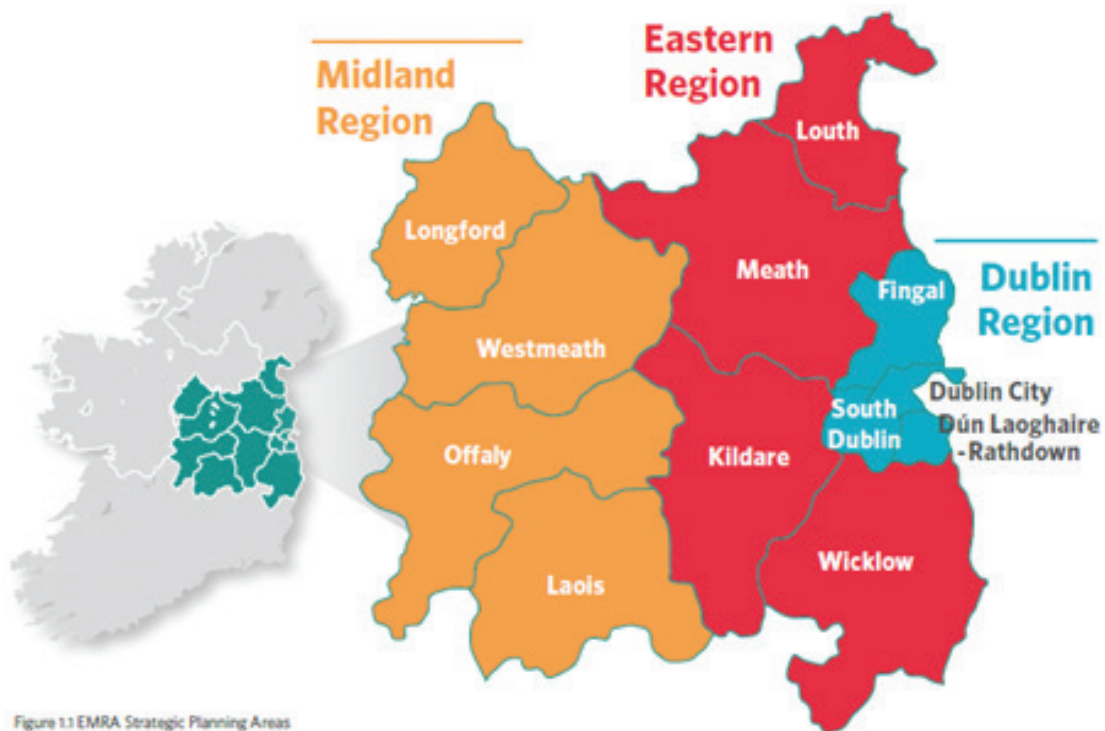 Midland
Region
Eastern
Region
Dublin
Region
Longford
Westmeath
Offaly
Laois
Louth
Meath
Kildare
Wicklow
Fingal
South
Dublin
Dublin City
Dún Laoghaire
-Rathdown
Figure 1.1 EMRA Strategic Planning Areas